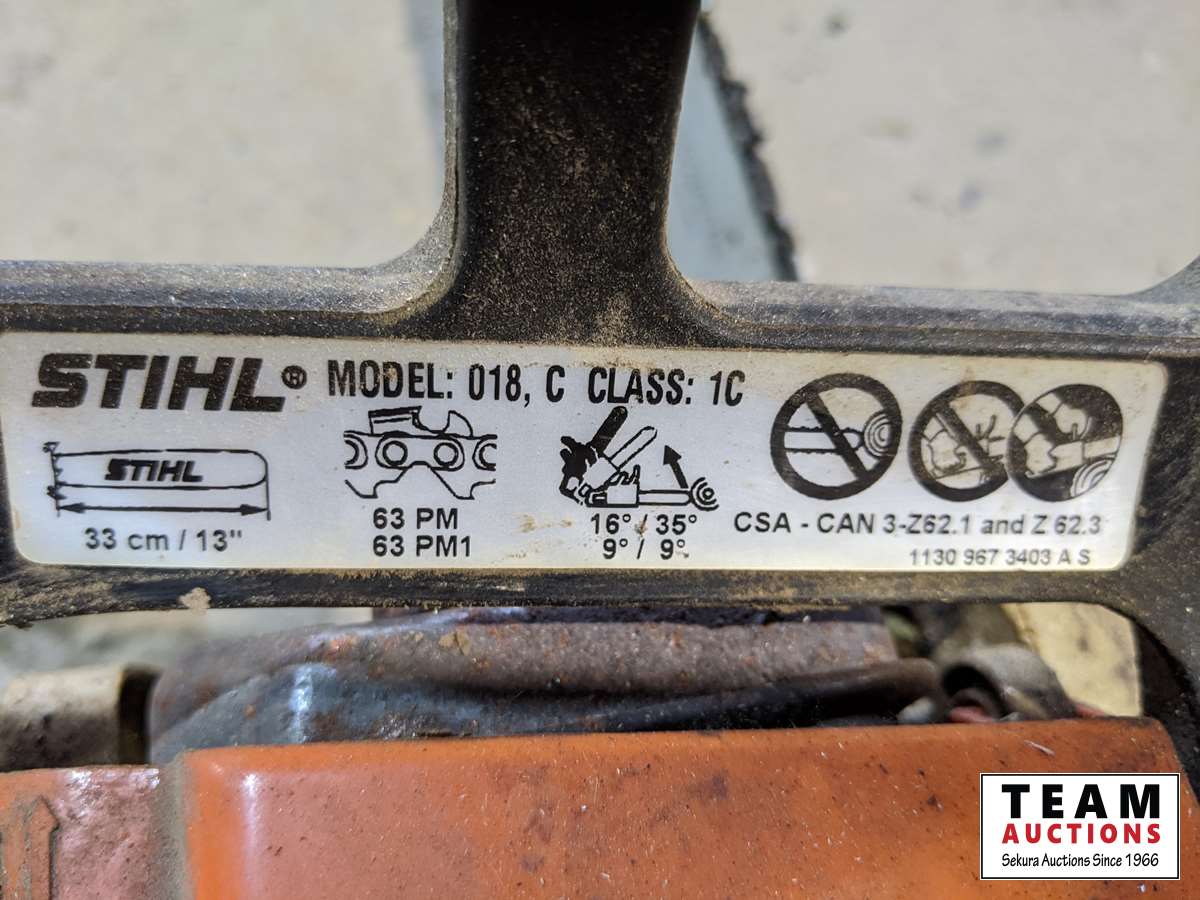 STIHL® MODEL: 018, C CLASS: 1C
STIHL
33 cm / 13"
63 PM
63 PM1
16° / 35°
9° / 9°
CSA - CAN 3-Z62.1 and Z 62.3
1130 967 3403 A S
TEAM
AUCTIONS
Sekura Auctions Since 1966